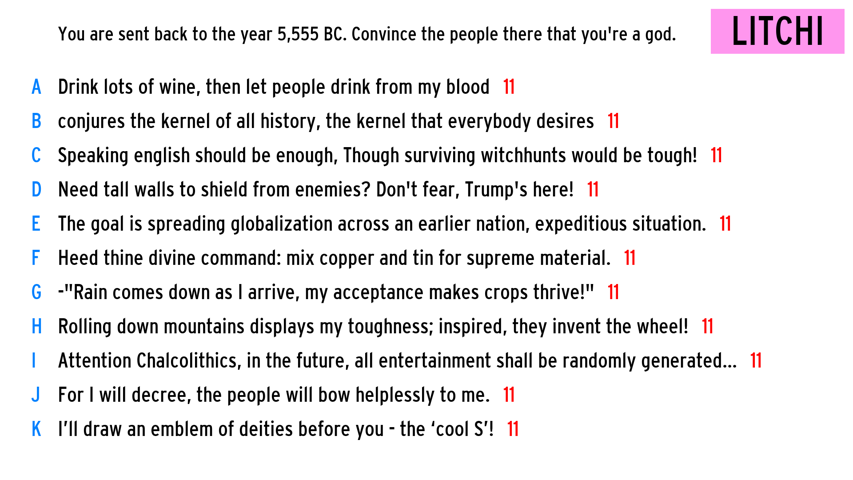 You are sent back to the year 5,555 BC. Convince the people there that you're a god.
LITCHI
A Drink lots of wine, then let people drink from my blood 11
B conjures the kernel of all history, the kernel that everybody desires 11
C Speaking english should be enough, Though surviving witchhunts would be tough! 11
D Need tall walls to shield from enemies? Don't fear, Trump's here! 11
E The goal is spreading globalization across an earlier nation, expeditious situation. 11
F Heed thine divine command: mix copper and tin for supreme material. 11
G -"Rain comes down as I arrive, my acceptance makes crops thrive!" 11
H Rolling down mountains displays my toughness; inspired, they invent the wheel! 11
I Attention Chalcolithics, in the future, all entertainment shall be randomly generated... 11
J For I will decree, the people will bow helplessly to me. 11
K I’ll draw an emblem of deities before you - the ‘cool S’! 11